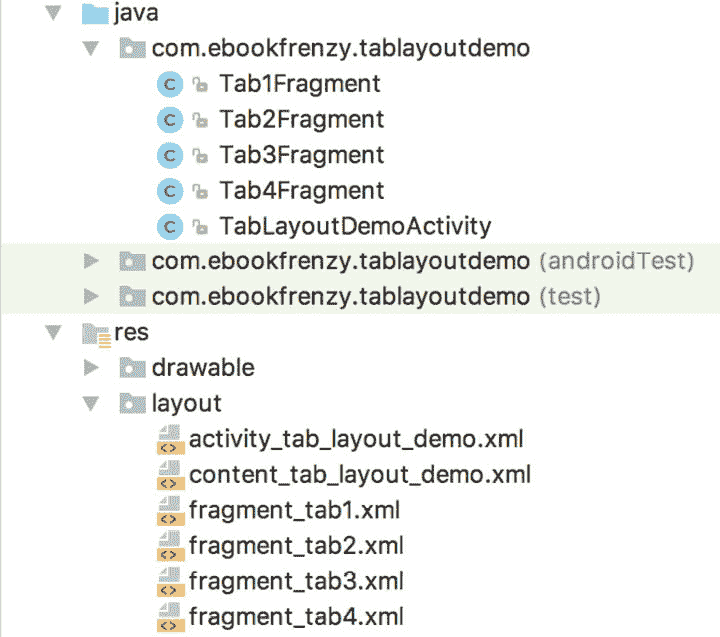 java
com.ebookfrenzy.tablayoutdemo
C Tab1Fragment
C Tab2Fragment
C Tab3Fragment
C Tab4Fragment
C TabLayoutDemoActivity
com.ebookfrenzy.tablayoutdemo (androidTest)
com.ebookfrenzy.tablayoutdemo (test)
res
drawable
layout
<> activity_tab_layout_demo.xml
<> content_tab_layout_demo.xml
<> fragment_tab1.xml
<> fragment_tab2.xml
<> fragment_tab3.xml
<> fragment_tab4.xml